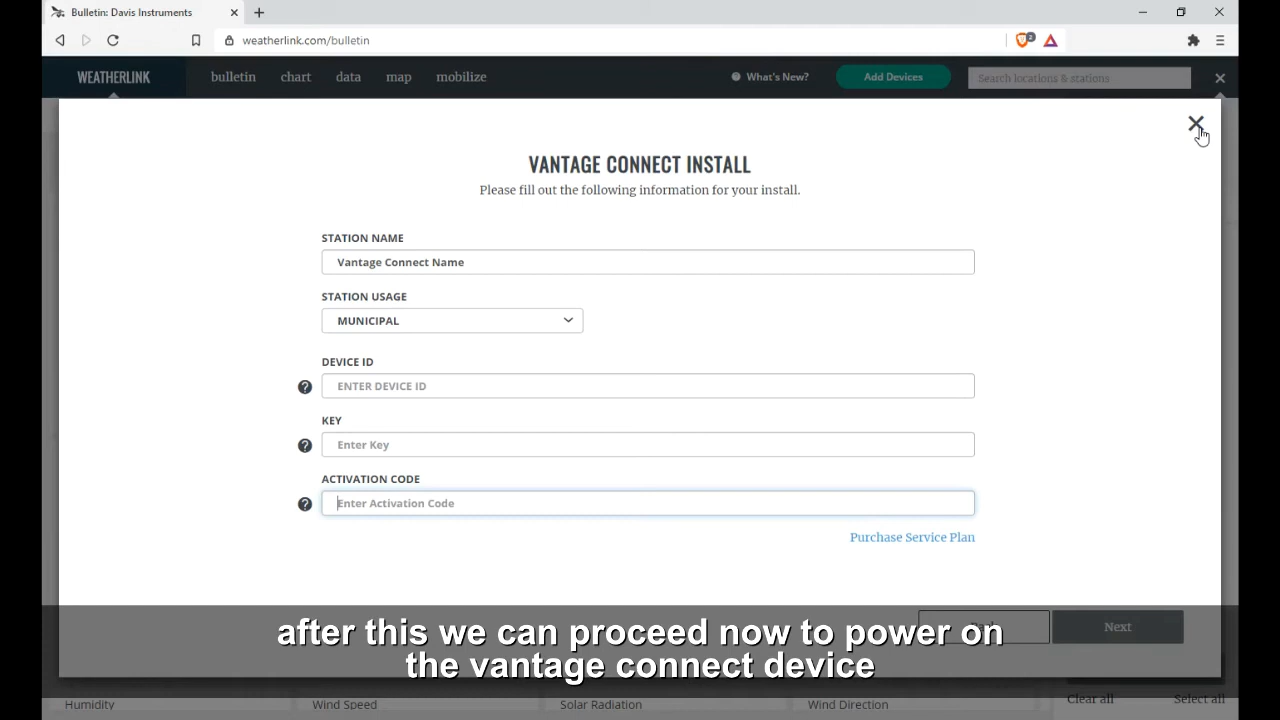 Bulletin: Davis Instruments
weatherlink.com/bulletin
2
WEATHERLINK
bulletin
chart
data
map
mobilize
What's New?
Add Devices
Search locations & stations
VANTAGE CONNECT INSTALL
Please fill out the following information for your install.
STATION NAME
Vantage Connect Name
STATION USAGE
MUNICIPAL
DEVICE ID
ENTER DEVICE ID
KEY
Enter Key
ACTIVATION CODE
Enter Activation Code
Purchase Service Plan
Next
after this we can proceed now to power on
the vantage connect device
Clear all
Select all
Humidity
Wind Speed
Solar Radiation
Wind Direction